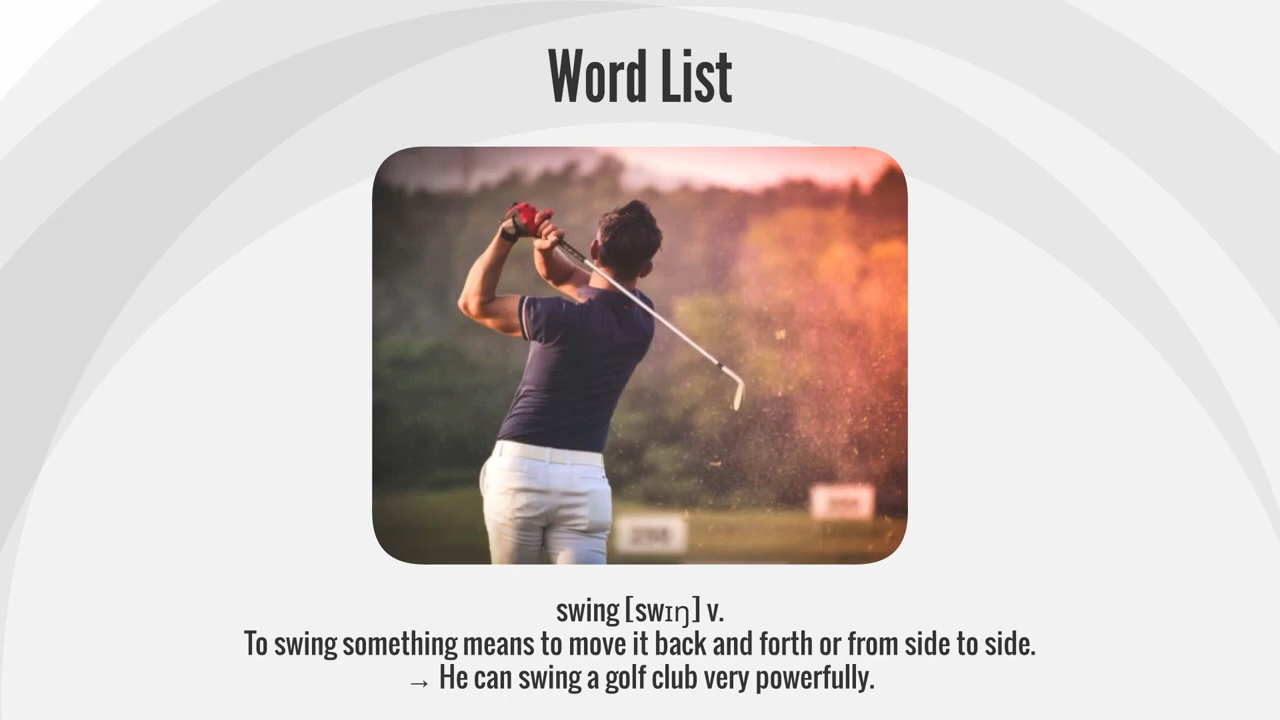 Word List
swing [swɪŋ] v.
To swing something means to move it back and forth or from side to side.
→ He can swing a golf club very powerfully.